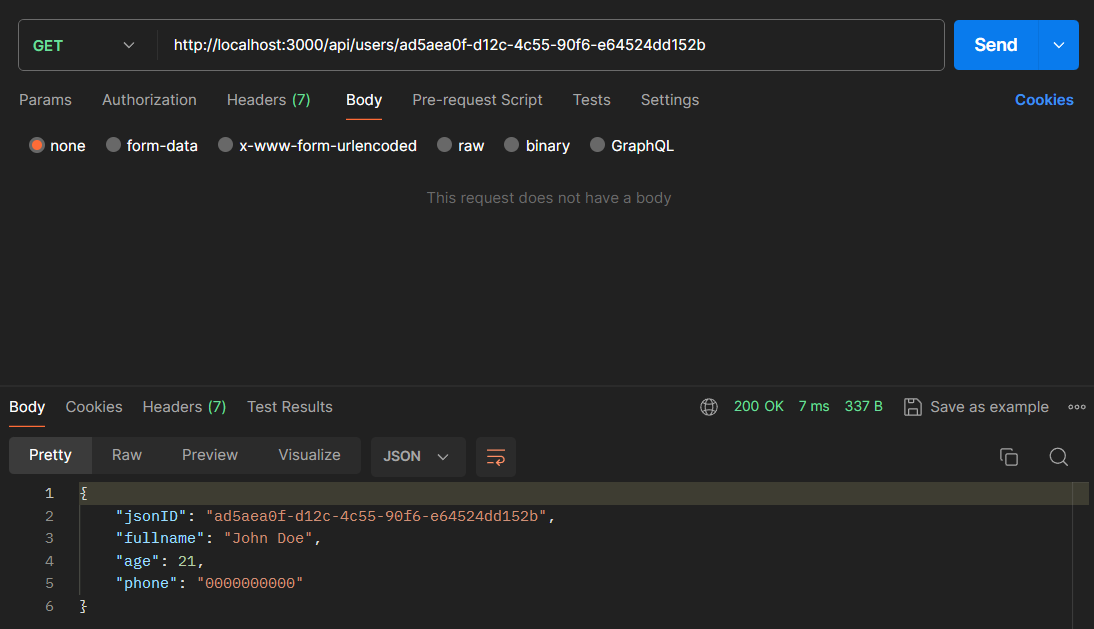 GET http://localhost:3000/api/users/ad5aea0f-d12c-4c55-90f6-e64524dd152b Send
Params Authorization Headers (7) Body Pre-request Script Tests Settings Cookies
none form-data x-www-form-urlencoded raw binary GraphQL
This request does not have a body
Body Cookies Headers (7) Test Results 200 OK 7 ms 337 B Save as example
Pretty Raw Preview Visualize JSON
1 {
2 "jsonID": "ad5aea0f-d12c-4c55-90f6-e64524dd152b",
3 "fullname": "John Doe",
4 "age": 21,
5 "phone": "0000000000"
6 }